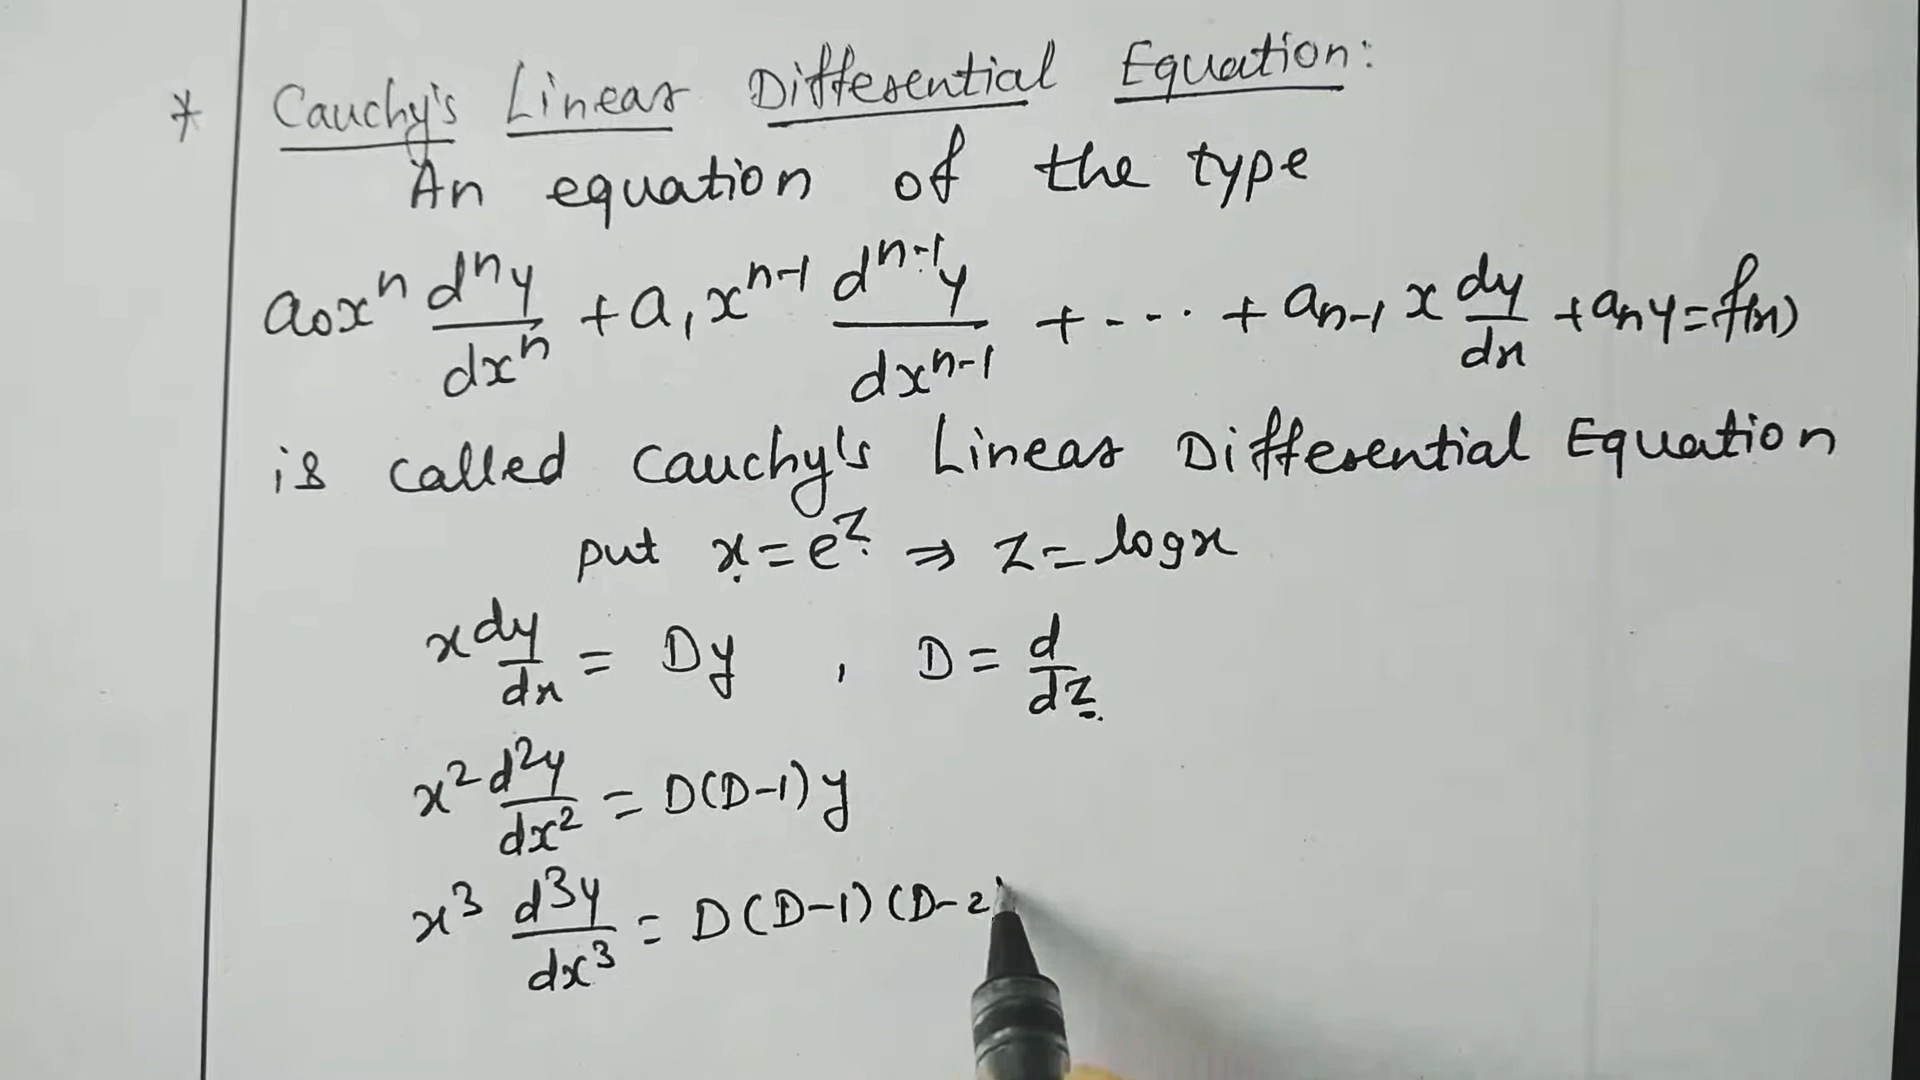 * Cauchy's Linear Differential Equation:
An equation of the type
a₀xⁿ dⁿy/dxⁿ + a₁xⁿ⁻¹ dⁿ⁻¹y/dxⁿ⁻¹ + - - - + aₙ₋₁ x dy/dx + aₙy = f(x)
is called Cauchy's Linear Differential Equation
put x = e^z ⇒ z = logx
x dy/dx = Dy , D = d/dz
x² d²y/dx² = D(D-1)y
x³ d³y/dx³ = D(D-1)(D-2)